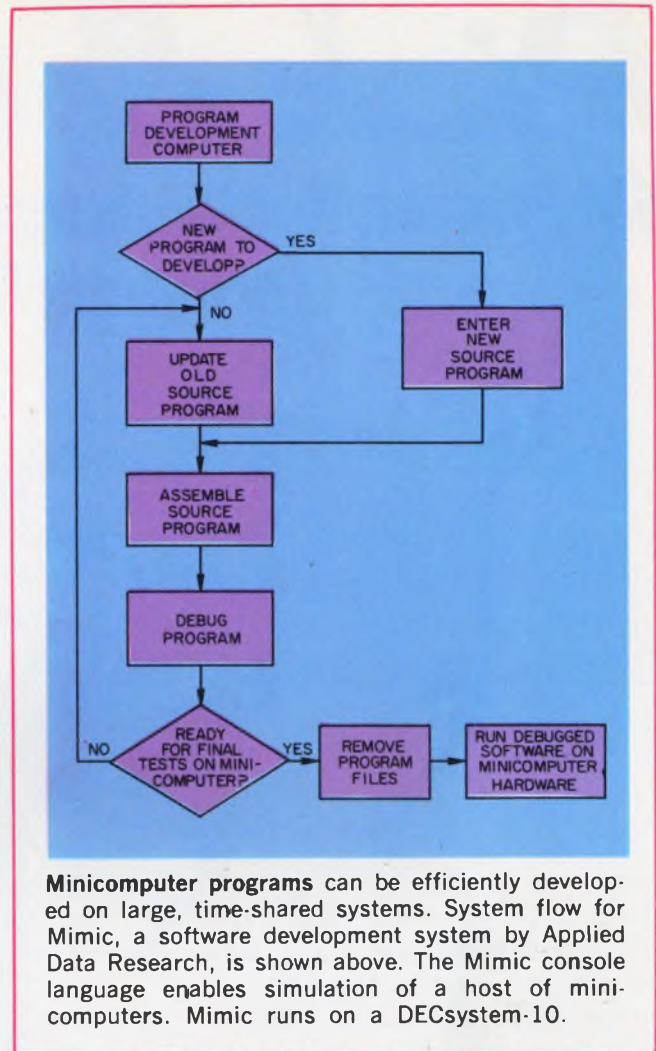 PROGRAM
DEVELOPMENT
COMPUTER
NEW
PROGRAM TO
DEVELOP?
YES
NO
ENTER
NEW
SOURCE
PROGRAM
UPDATE
OLD
SOURCE
PROGRAM
ASSEMBLE
SOURCE
PROGRAM
DEBUG
PROGRAM
READY
FOR FINAL
TESTS ON MINI-
COMPUTER?
NO
YES
REMOVE
PROGRAM
FILES
RUN DEBUGGED
SOFTWARE ON
MINICOMPUTER
HARDWARE
Minicomputer programs can be efficiently develop-
ed on large, time-shared systems. System flow for
Mimic, a software development system by Applied
Data Research, is shown above. The Mimic console
language enables simulation of a host of mini-
computers. Mimic runs on a DECsystem-10.